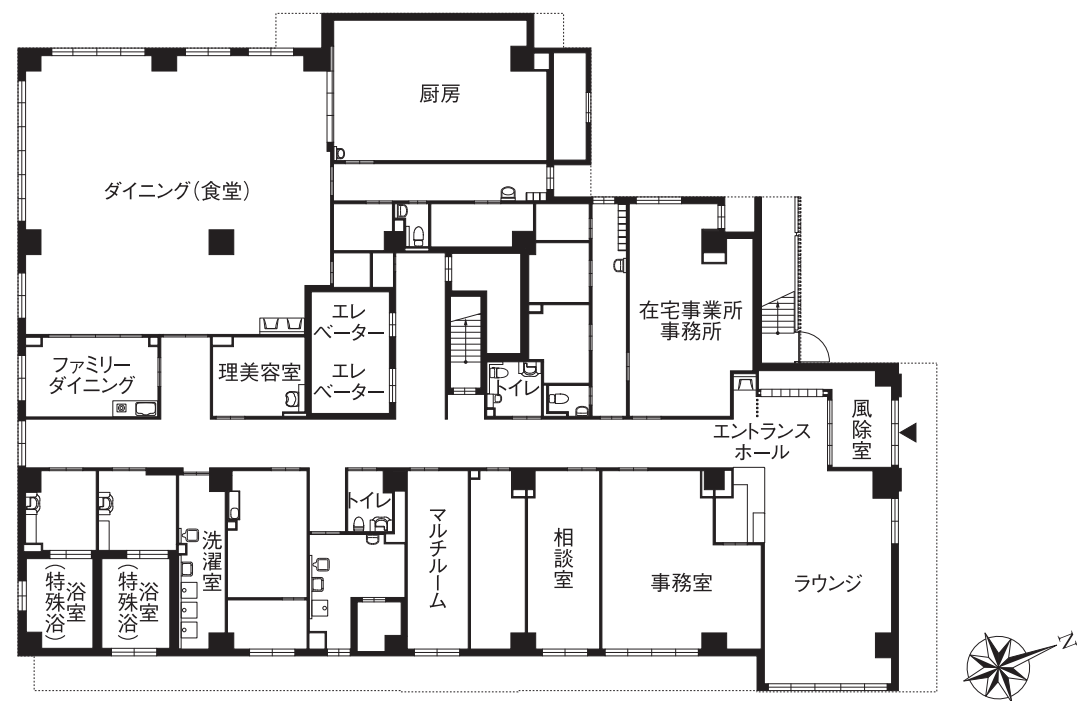 厨房
ダイニング（食堂）
エレ
ベーター
エレ
ベーター
在宅事業所
事務所
ファミリー
ダイニング
理美容室
トイレ
エントランス
ホール
風除室
トイレ
浴室
（特殊浴）
浴室
（特殊浴）
洗濯室
マルチルーム
相談室
事務室
ラウンジ
N